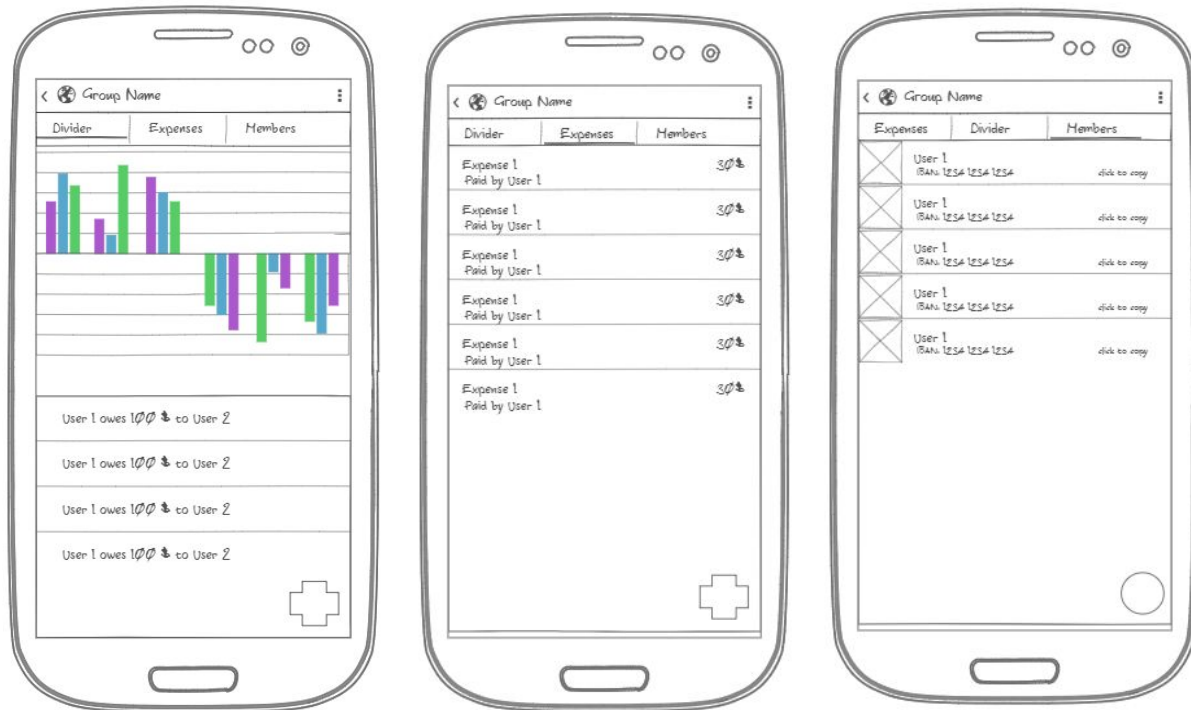 Group Name
Divider Expenses Members
User 1 owes 100 $ to User 2
User 1 owes 100 $ to User 2
User 1 owes 100 $ to User 2
User 1 owes 100 $ to User 2
Group Name
Divider Expenses Members
Expense 1 30$
Paid by User 1
Expense 1 30$
Paid by User 1
Expense 1 30$
Paid by User 1
Expense 1 30$
Paid by User 1
Expense 1 30$
Paid by User 1
Expense 1 30$
Paid by User 1
Group Name
Expenses Divider Members
User 1
IBAN: 1234 1234 1234 click to copy
User 1
IBAN: 1234 1234 1234 click to copy
User 1
IBAN: 1234 1234 1234 click to copy
User 1
IBAN: 1234 1234 1234 click to copy
User 1
IBAN: 1234 1234 1234 click to copy